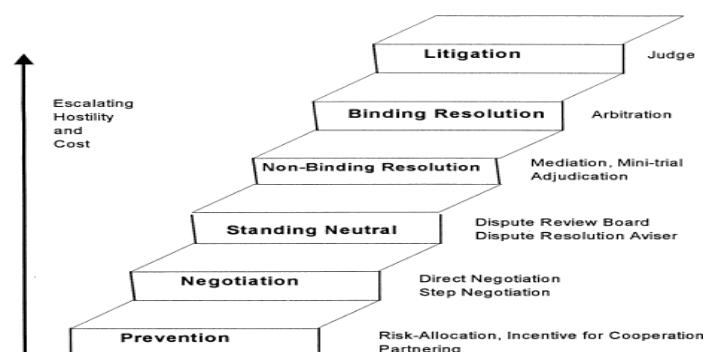 Litigation
Judge
Escalating
Hostility
and
Cost
Binding Resolution
Arbitration
Non-Binding Resolution
Mediation, Mini-trial
Adjudication
Standing Neutral
Dispute Review Board
Dispute Resolution Aviser
Negotiation
Direct Negotiation
Step Negotiation
Prevention
Risk-Allocation, Incentive for Cooperation
Partnering